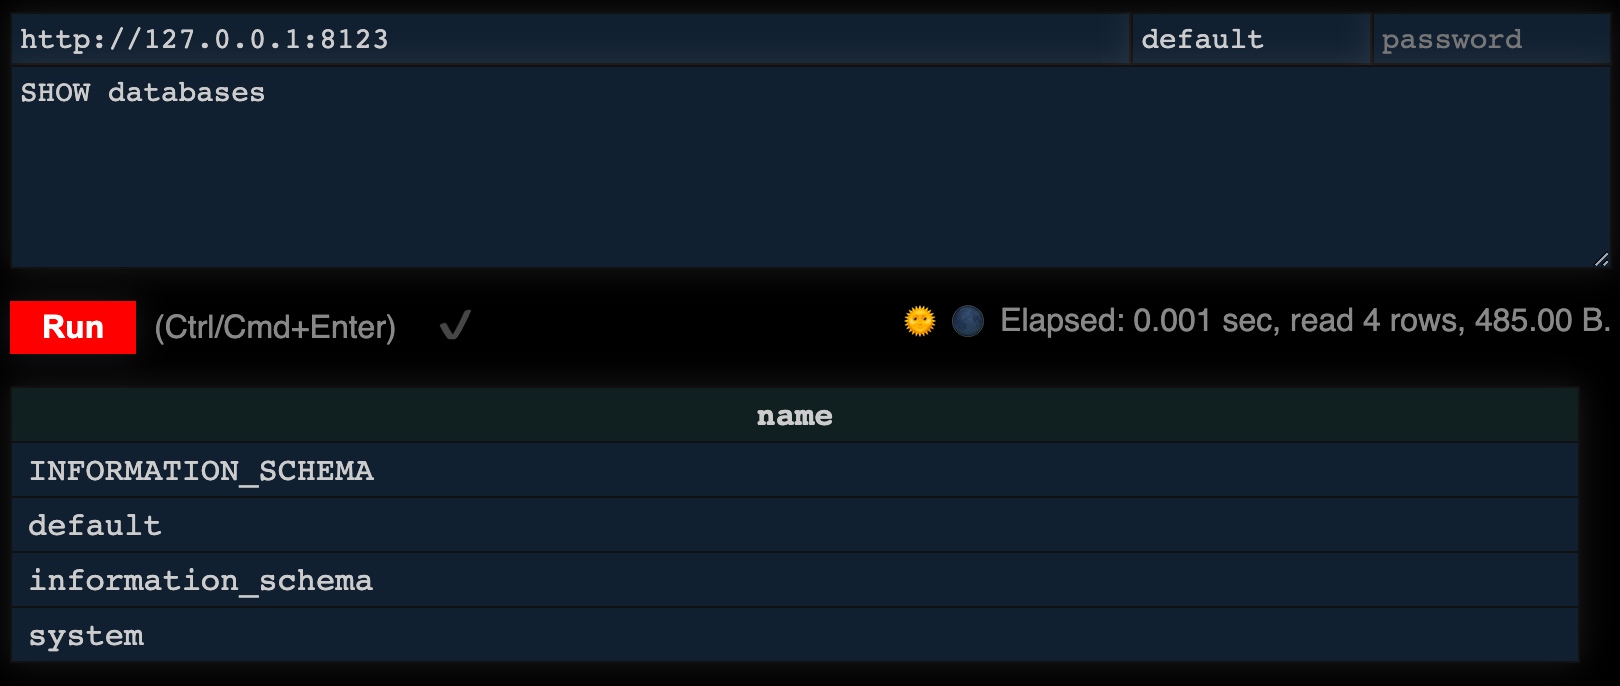 http://127.0.0.1:8123 default password
SHOW databases
Run (Ctrl/Cmd+Enter) ✔ 🌞 🌑 Elapsed: 0.001 sec, read 4 rows, 485.00 B.
name
INFORMATION_SCHEMA
default
information_schema
system